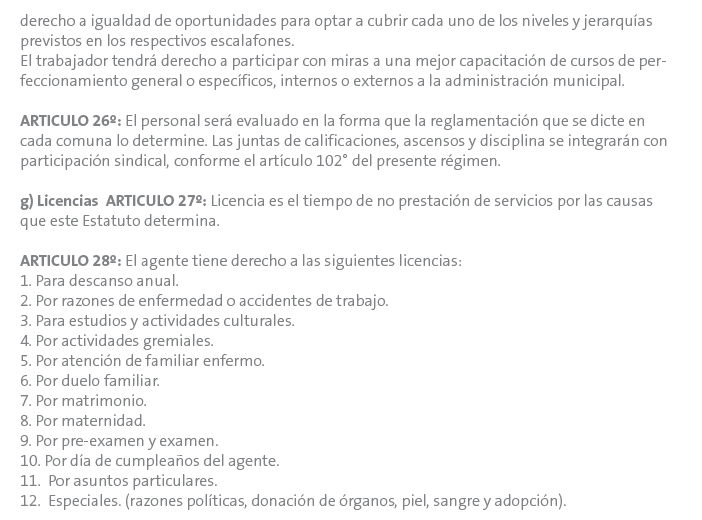 derecho a igualdad de oportunidades para optar a cubrir cada uno de los niveles y jerarquías
previstos en los respectivos escalafones.
El trabajador tendrá derecho a participar con miras a una mejor capacitación de cursos de per-
feccionamiento general o específicos, internos o externos a la administración municipal.
ARTICULO 26º: El personal será evaluado en la forma que la reglamentación que se dicte en
cada comuna lo determine. Las juntas de calificaciones, ascensos y disciplina se integrarán con
participación sindical, conforme el artículo 102° del presente régimen.
g) Licencias ARTICULO 27º: Licencia es el tiempo de no prestación de servicios por las causas
que este Estatuto determina.
ARTICULO 28º: El agente tiene derecho a las siguientes licencias:
1. Para descanso anual.
2. Por razones de enfermedad o accidentes de trabajo.
3. Para estudios y actividades culturales.
4. Por actividades gremiales.
5. Por atención de familiar enfermo.
6. Por duelo familiar.
7. Por matrimonio.
8. Por maternidad.
9. Por pre-examen y examen.
10. Por día de cumpleaños del agente.
11. Por asuntos particulares.
12. Especiales. (razones políticas, donación de órganos, piel, sangre y adopción).